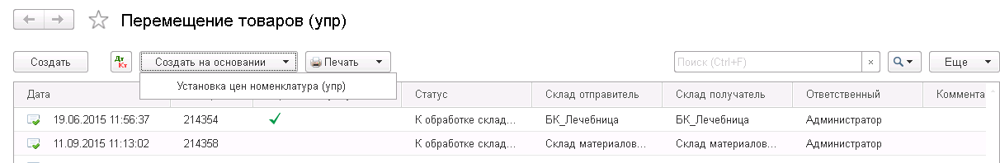 Перемещение товаров (упр)
Создать Дт Кт Создать на основании Печать Поиск (Ctrl+F) × Еще
Установка цен номенклатура (упр)
Дата Статус Склад отправитель Склад получатель Ответственный Коммента
19.06.2015 11:56:37 214354 К обработке склад... БК_Лечебница БК_Лечебница Администратор
11.09.2015 11:13:02 214358 К обработке склад... Склад материалов... Склад материалов... Администратор